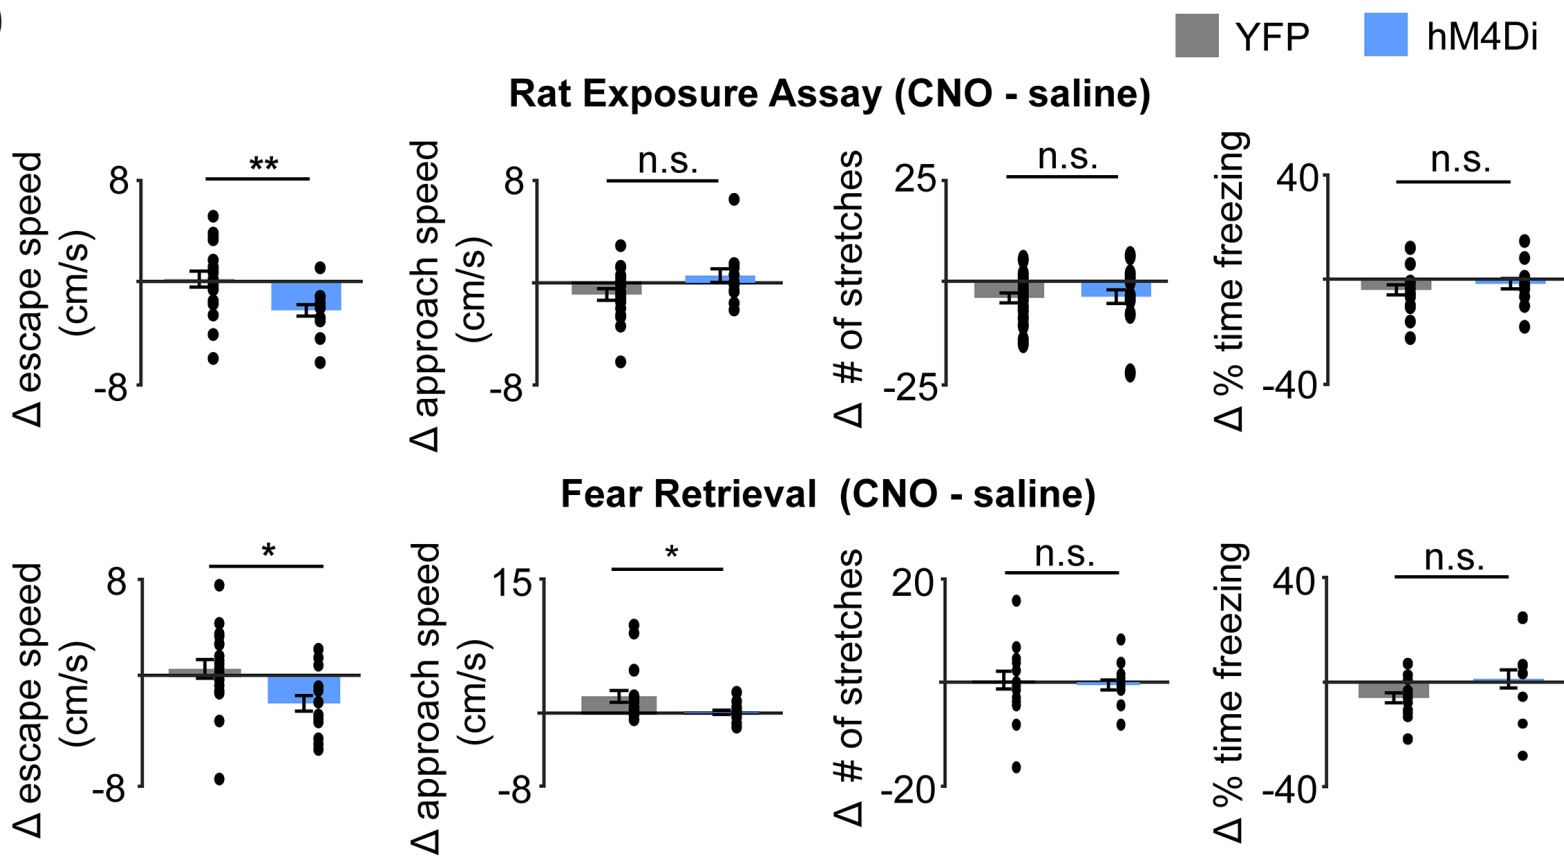 )
YFP hM4Di
Rat Exposure Assay (CNO - saline)
Δ escape speed
(cm/s)
8
-8
**
Δ approach speed
(cm/s)
8
-8
n.s.
Δ # of stretches
25
-25
n.s.
Δ % time freezing
40
-40
n.s.
Fear Retrieval (CNO - saline)
Δ escape speed
(cm/s)
8
-8
*
Δ approach speed
(cm/s)
15
-8
*
Δ # of stretches
20
-20
n.s.
Δ % time freezing
40
-40
n.s.